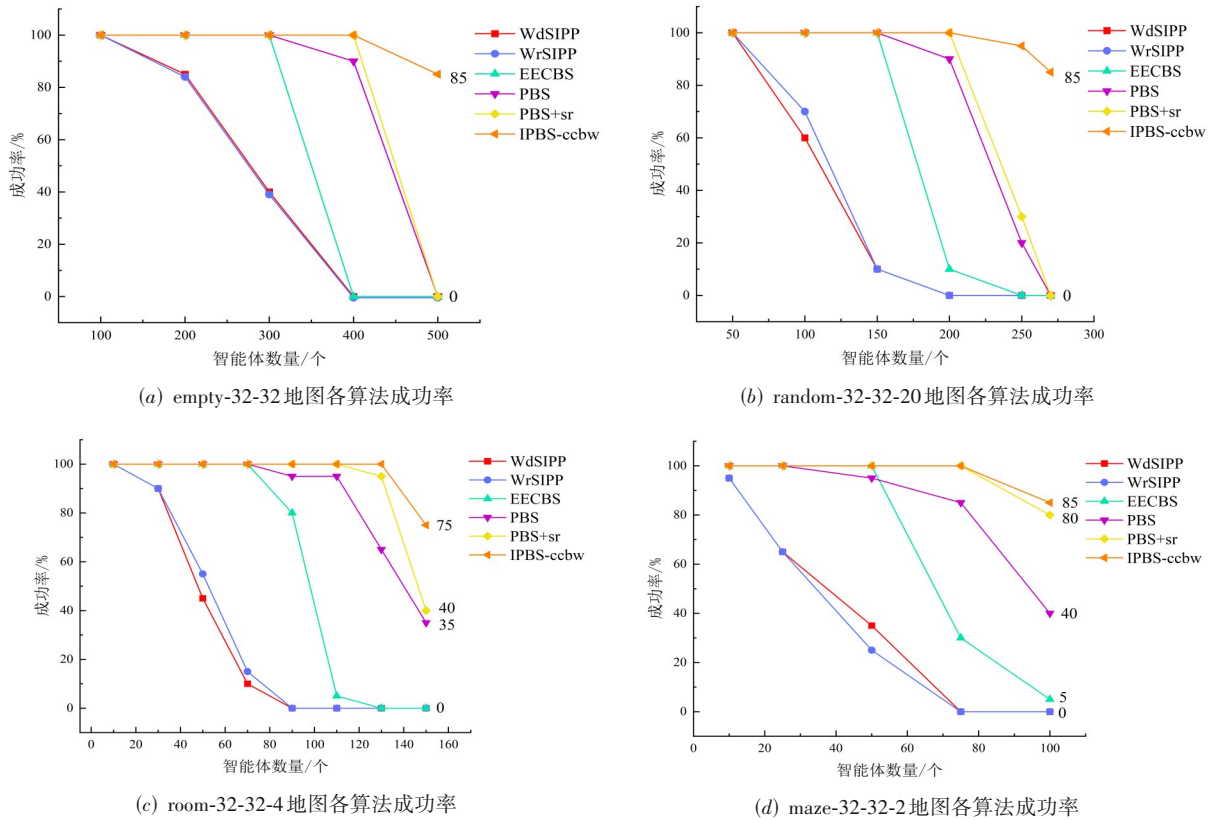 100
80
60
40
20
0
成功率/%
100
200
300
400
500
智能体数量/个
85
0
WdSIPP
WrSIPP
EECBS
PBS
PBS+sr
IPBS-ccbw
(a) empty-32-32地图各算法成功率
100
80
60
40
20
0
成功率/%
50
100
150
200
250
300
智能体数量/个
85
0
WdSIPP
WrSIPP
EECBS
PBS
PBS+sr
IPBS-ccbw
(b) random-32-32-20地图各算法成功率
100
80
60
40
20
0
成功率/%
0
20
40
60
80
100
120
140
160
智能体数量/个
75
40
35
0
WdSIPP
WrSIPP
EECBS
PBS
PBS+sr
IPBS-ccbw
(c) room-32-32-4地图各算法成功率
100
80
60
40
20
0
成功率/%
0
20
40
60
80
100
智能体数量/个
85
80
40
5
0
WdSIPP
WrSIPP
EECBS
PBS
PBS+sr
IPBS-ccbw
(d) maze-32-32-2地图各算法成功率